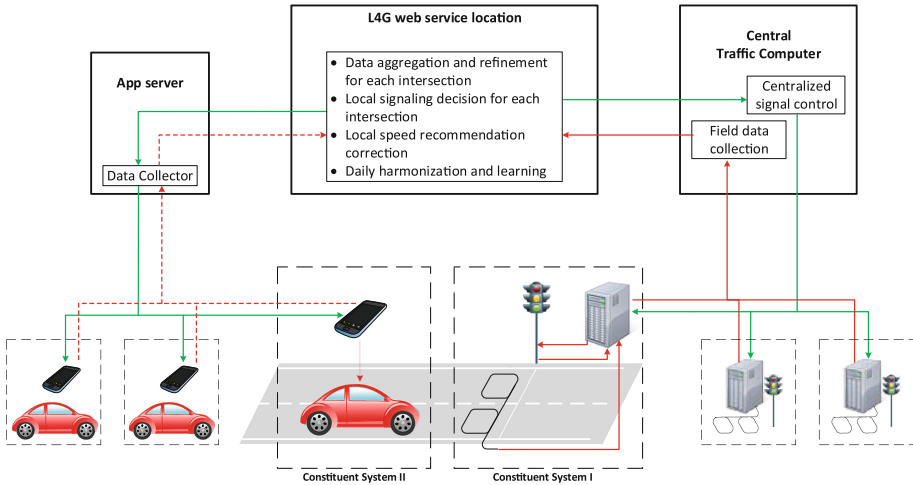 L4G web service location
● Data aggregation and refinement
for each intersection
● Local signaling decision for each
intersection
● Local speed recommendation
correction
● Daily harmonization and learning
App server
Data Collector
Central
Traffic Computer
Centralized
signal control
Field data
collection
Constituent System II
Constituent System I